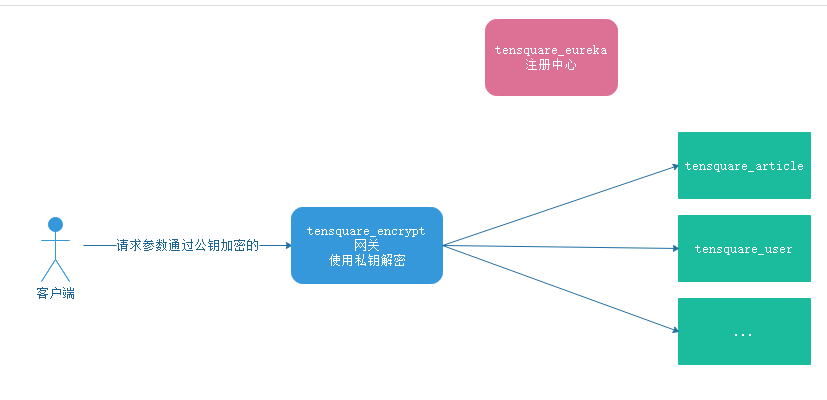 tensquare_eureka
注册中心
tensquare_article
请求参数通过公钥加密的
tensquare_encrypt
网关
使用私钥解密
tensquare_user
客户端
...